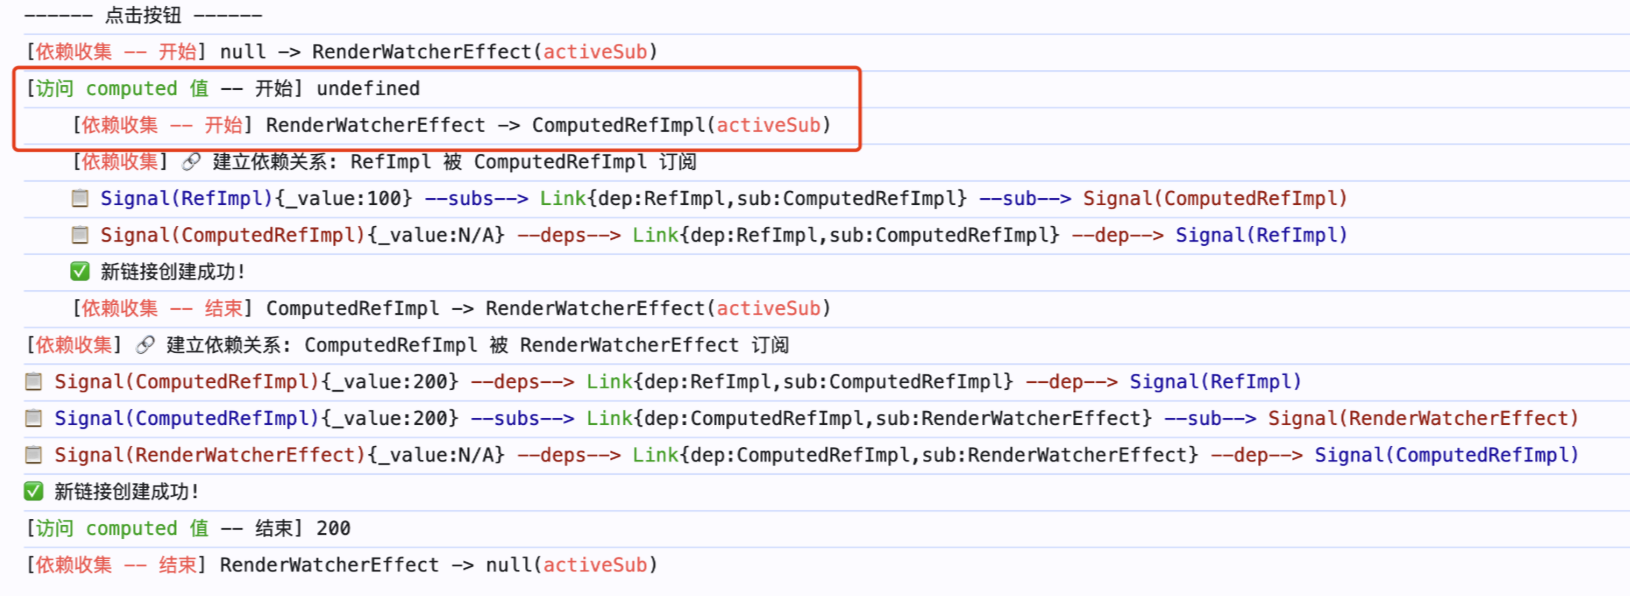 ------ 点击按钮 ------
[依赖收集 -- 开始] null -> RenderWatcherEffect(activeSub)
[访问 computed 值 -- 开始] undefined
[依赖收集 -- 开始] RenderWatcherEffect -> ComputedRefImpl(activeSub)
[依赖收集] 🔗 建立依赖关系: RefImpl 被 ComputedRefImpl 订阅
📋 Signal(RefImpl){_value:100} --subs--> Link{dep:RefImpl,sub:ComputedRefImpl} --sub--> Signal(ComputedRefImpl)
📋 Signal(ComputedRefImpl){_value:N/A} --deps--> Link{dep:RefImpl,sub:ComputedRefImpl} --dep--> Signal(RefImpl)
✅ 新链接创建成功!
[依赖收集 -- 结束] ComputedRefImpl -> RenderWatcherEffect(activeSub)
[依赖收集] 🔗 建立依赖关系: ComputedRefImpl 被 RenderWatcherEffect 订阅
📋 Signal(ComputedRefImpl){_value:200} --deps--> Link{dep:RefImpl,sub:ComputedRefImpl} --dep--> Signal(RefImpl)
📋 Signal(ComputedRefImpl){_value:200} --subs--> Link{dep:ComputedRefImpl,sub:RenderWatcherEffect} --sub--> Signal(RenderWatcherEffect)
📋 Signal(RenderWatcherEffect){_value:N/A} --deps--> Link{dep:ComputedRefImpl,sub:RenderWatcherEffect} --dep--> Signal(ComputedRefImpl)
✅ 新链接创建成功!
[访问 computed 值 -- 结束] 200
[依赖收集 -- 结束] RenderWatcherEffect -> null(activeSub)